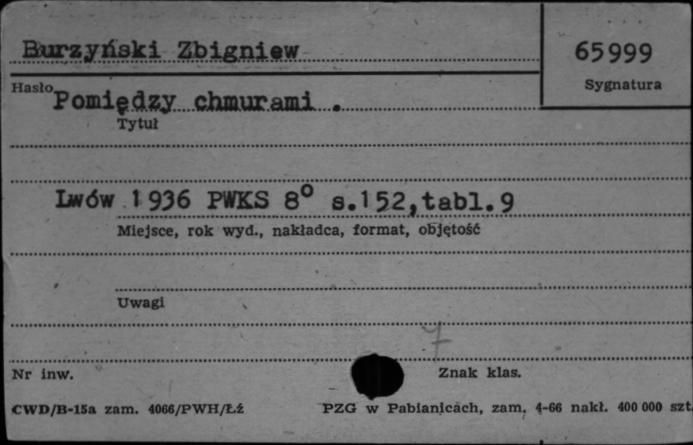 Burzyński Zbigniew
65999
Hasło
Sygnatura
Pomiędzy chmurami .
Tytuł
Lwów 1936 PWKS 8° s.152,tabl.9
Miejsce, rok wyd., nakładca, format, objętość
Uwagi
7
Nr inw.
Znak klas.
CWD/B-15a zam. 4066/PWH/Łź
PZG w Pabianicach, zam. 4-66 nakł. 400 000 szt.